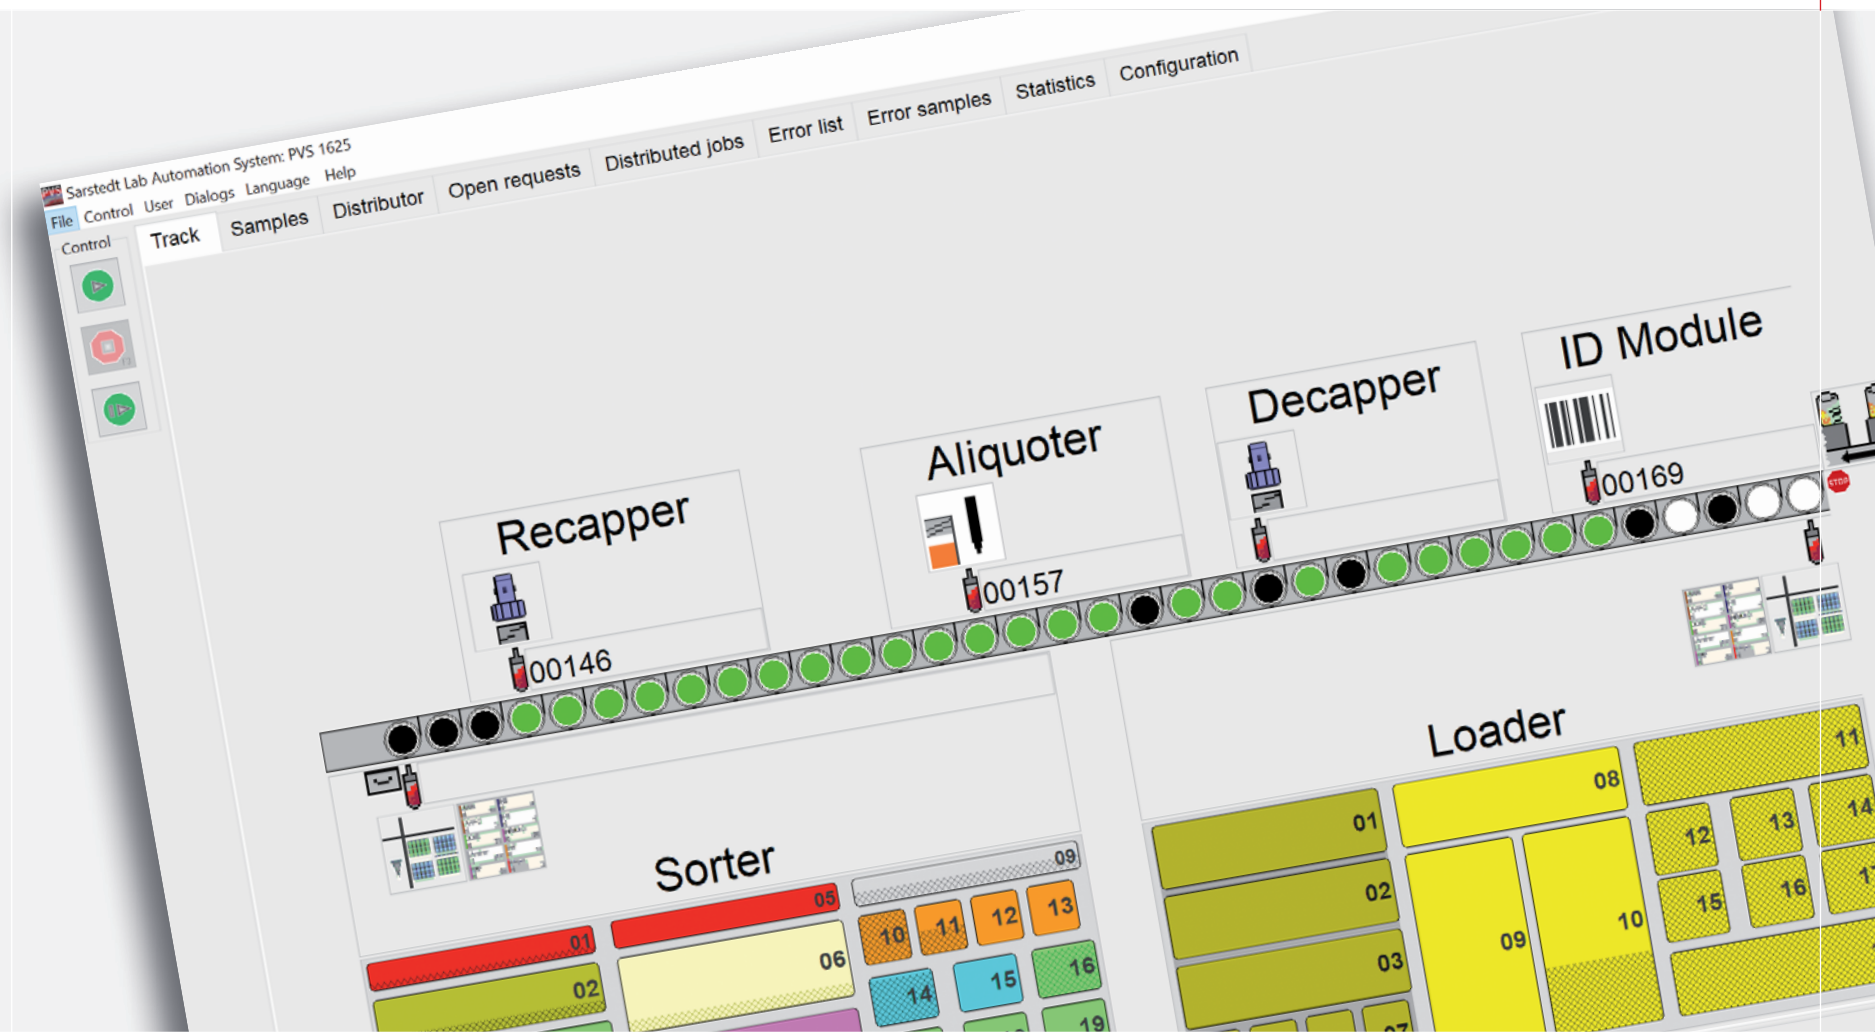 Sarstedt Lab Automation System: PVS 1625
File Control User Dialogs Language Help
Control
Track Samples Distributor Open requests Distributed jobs Error list Error samples Statistics Configuration
ID Module
00169
STOP
Decapper
Aliquoter
00157
Recapper
00146
Sorter
01
02
05
06
09
10 11 12 13
14 15 16
19
Loader
01
02
03
07
08
09
10
11
12 13 14
15 16